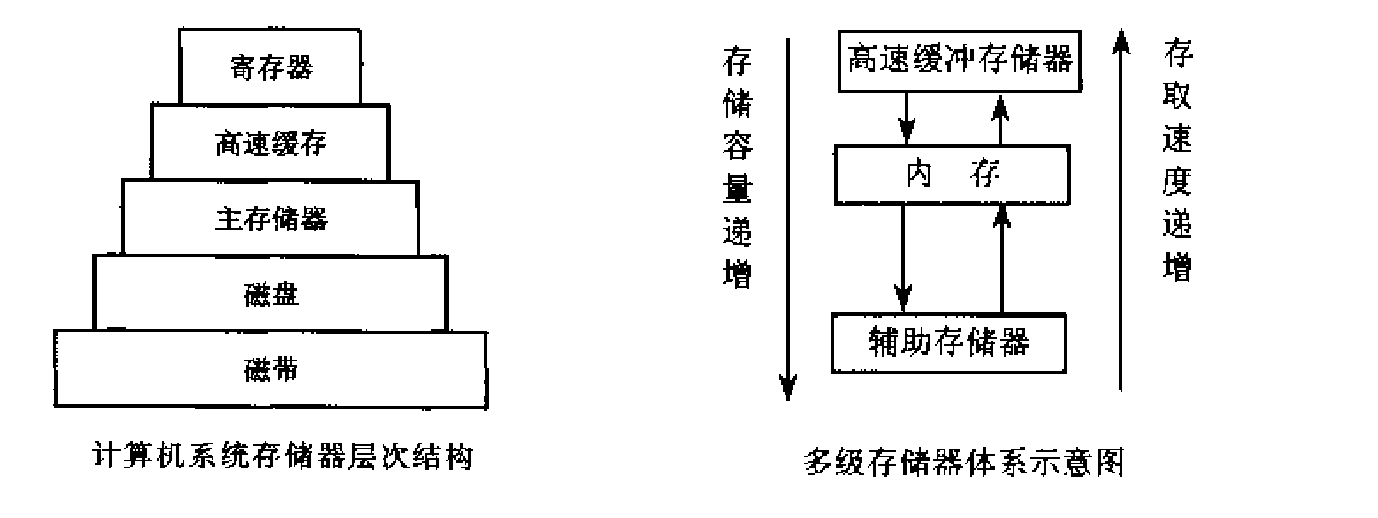 寄存器
高速缓存
主存储器
磁盘
磁带
计算机系统存储器层次结构
存储容量递增
高速缓冲存储器
内 存
辅助存储器
存取速度递增
多级存储器体系示意图